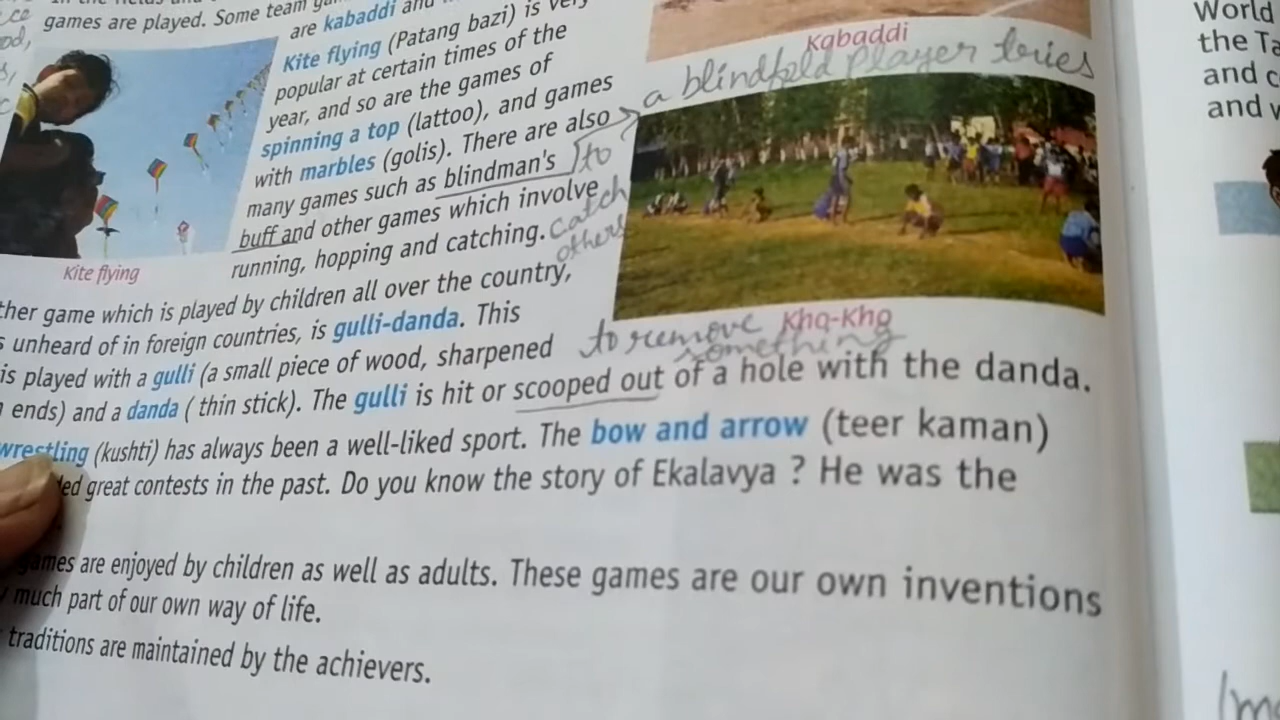 games are played. Some team
are kabaddi and
Kite flying (Patang bazi) is very
popular at certain times of the
year, and so are the games of
spinning a top (lattoo), and games
with marbles (golis). There are also
many games such as blindman's
buff and other games which involve
running, hopping and catching.
Kite flying
Kabaddi
a blindfold Player tries
to
catch
others
Kho-Kho
ther game which is played by children all over the country,
unheard of in foreign countries, is gulli-danda. This
is played with a gulli (a small piece of wood, sharpened
to remove
something
ends) and a danda ( thin stick). The gulli is hit or scooped out of a hole with the danda.
wrestling (kushti) has always been a well-liked sport. The bow and arrow (teer kaman)
ed great contests in the past. Do you know the story of Ekalavya ? He was the
games are enjoyed by children as well as adults. These games are our own inventions
much part of our own way of life.
traditions are maintained by the achievers.
World
the Ta
and c
and w